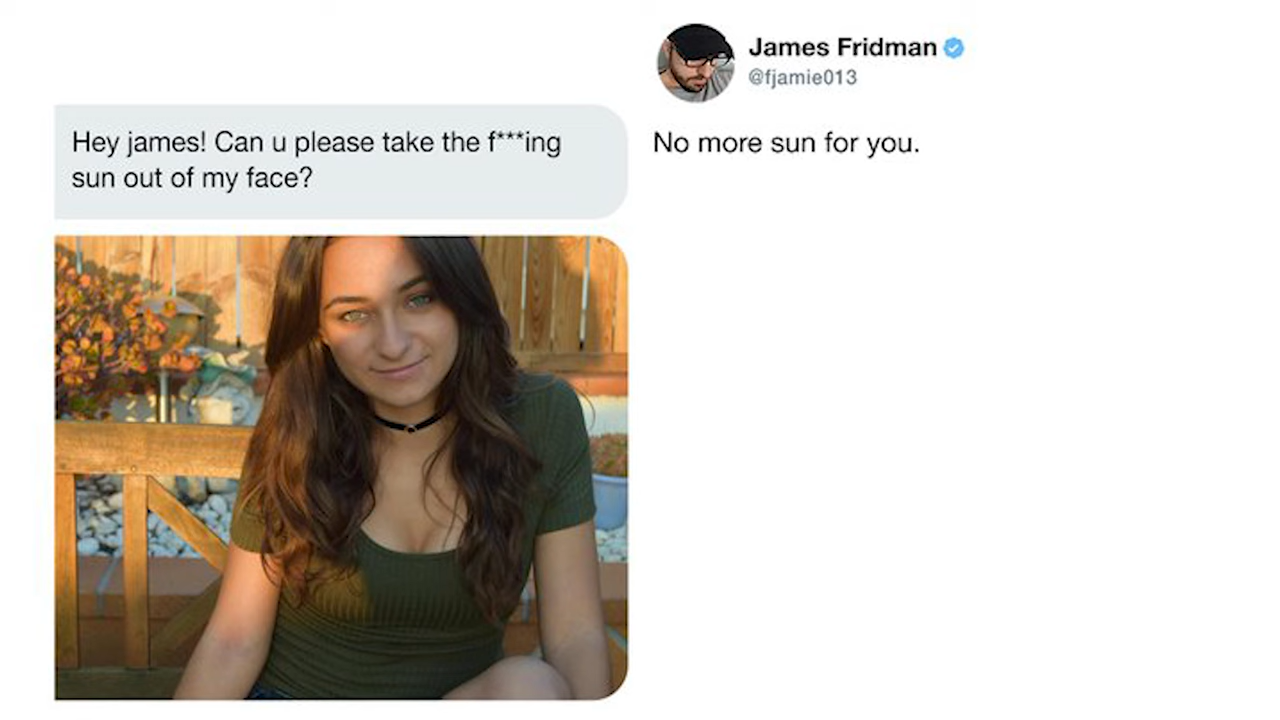 James Fridman
@fjamie013
Hey james! Can u please take the f***ing
sun out of my face?
No more sun for you.